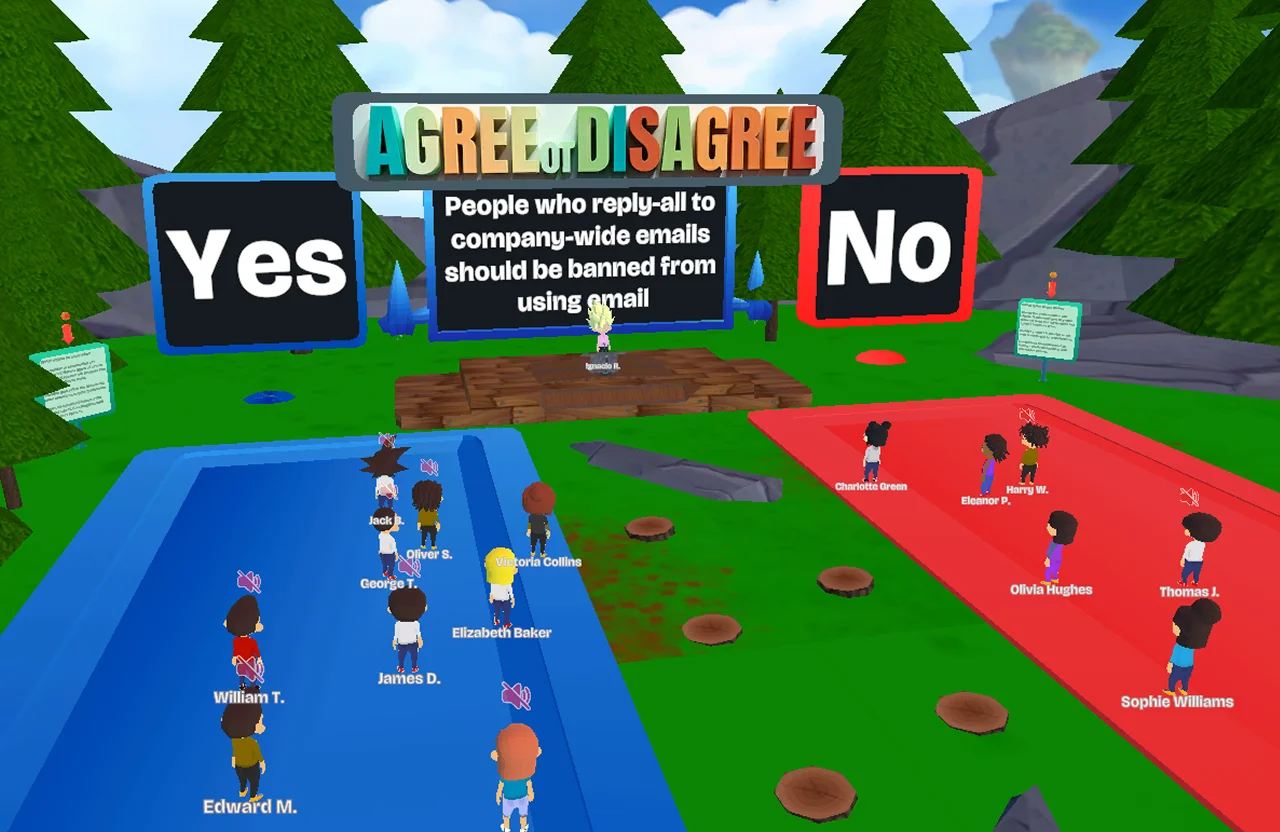 AGREE OR DISAGREE
Yes
People who reply-all to
company-wide emails
should be banned from
using email
No
Ignacio R.
Jack B.
Oliver S.
George T.
Victoria Collins
Elizabeth Baker
James D.
William T.
Edward M.
Charlotte Green
Eleanor P.
Harry W.
Olivia Hughes
Thomas J.
Sophie Williams